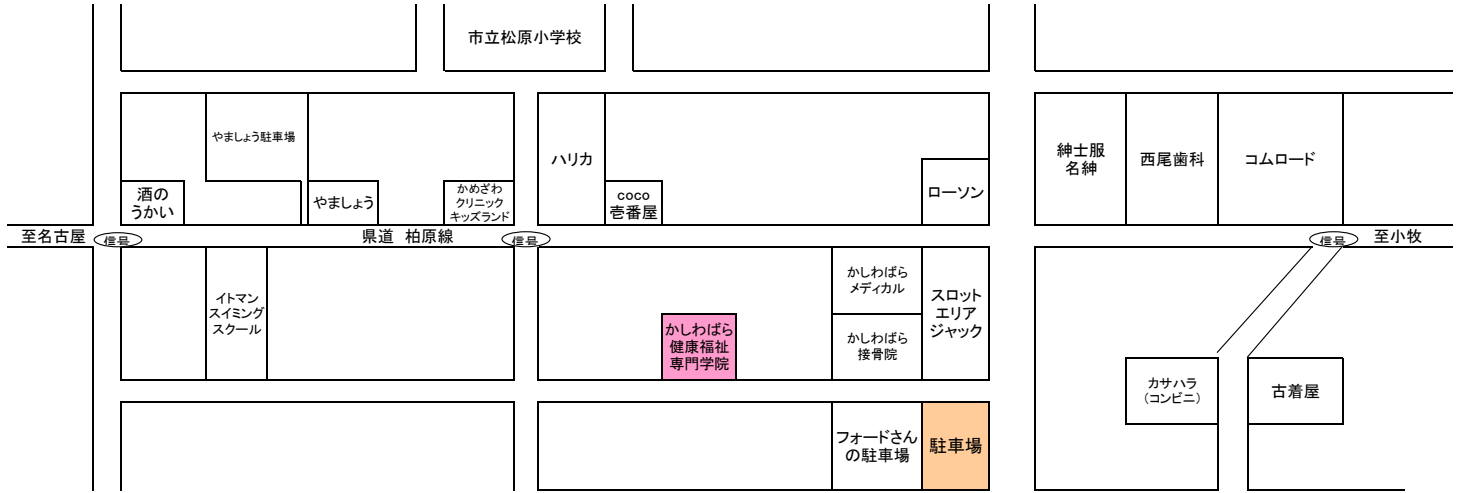 市立松原小学校
やましょう駐車場
ハリカ
紳士服
名紳
西尾歯科
コムロード
酒の
うかい
やましょう
かめざわ
クリニック
キッズランド
coco
壱番屋
ローソン
至名古屋
信号
県道 柏原線
信号
信号
至小牧
イトマン
スイミング
スクール
かしわばら
メディカル
スロット
エリア
ジャック
かしわばら
健康福祉
専門学院
かしわばら
接骨院
カサハラ
(コンビニ)
古着屋
フォードさん
の駐車場
駐車場